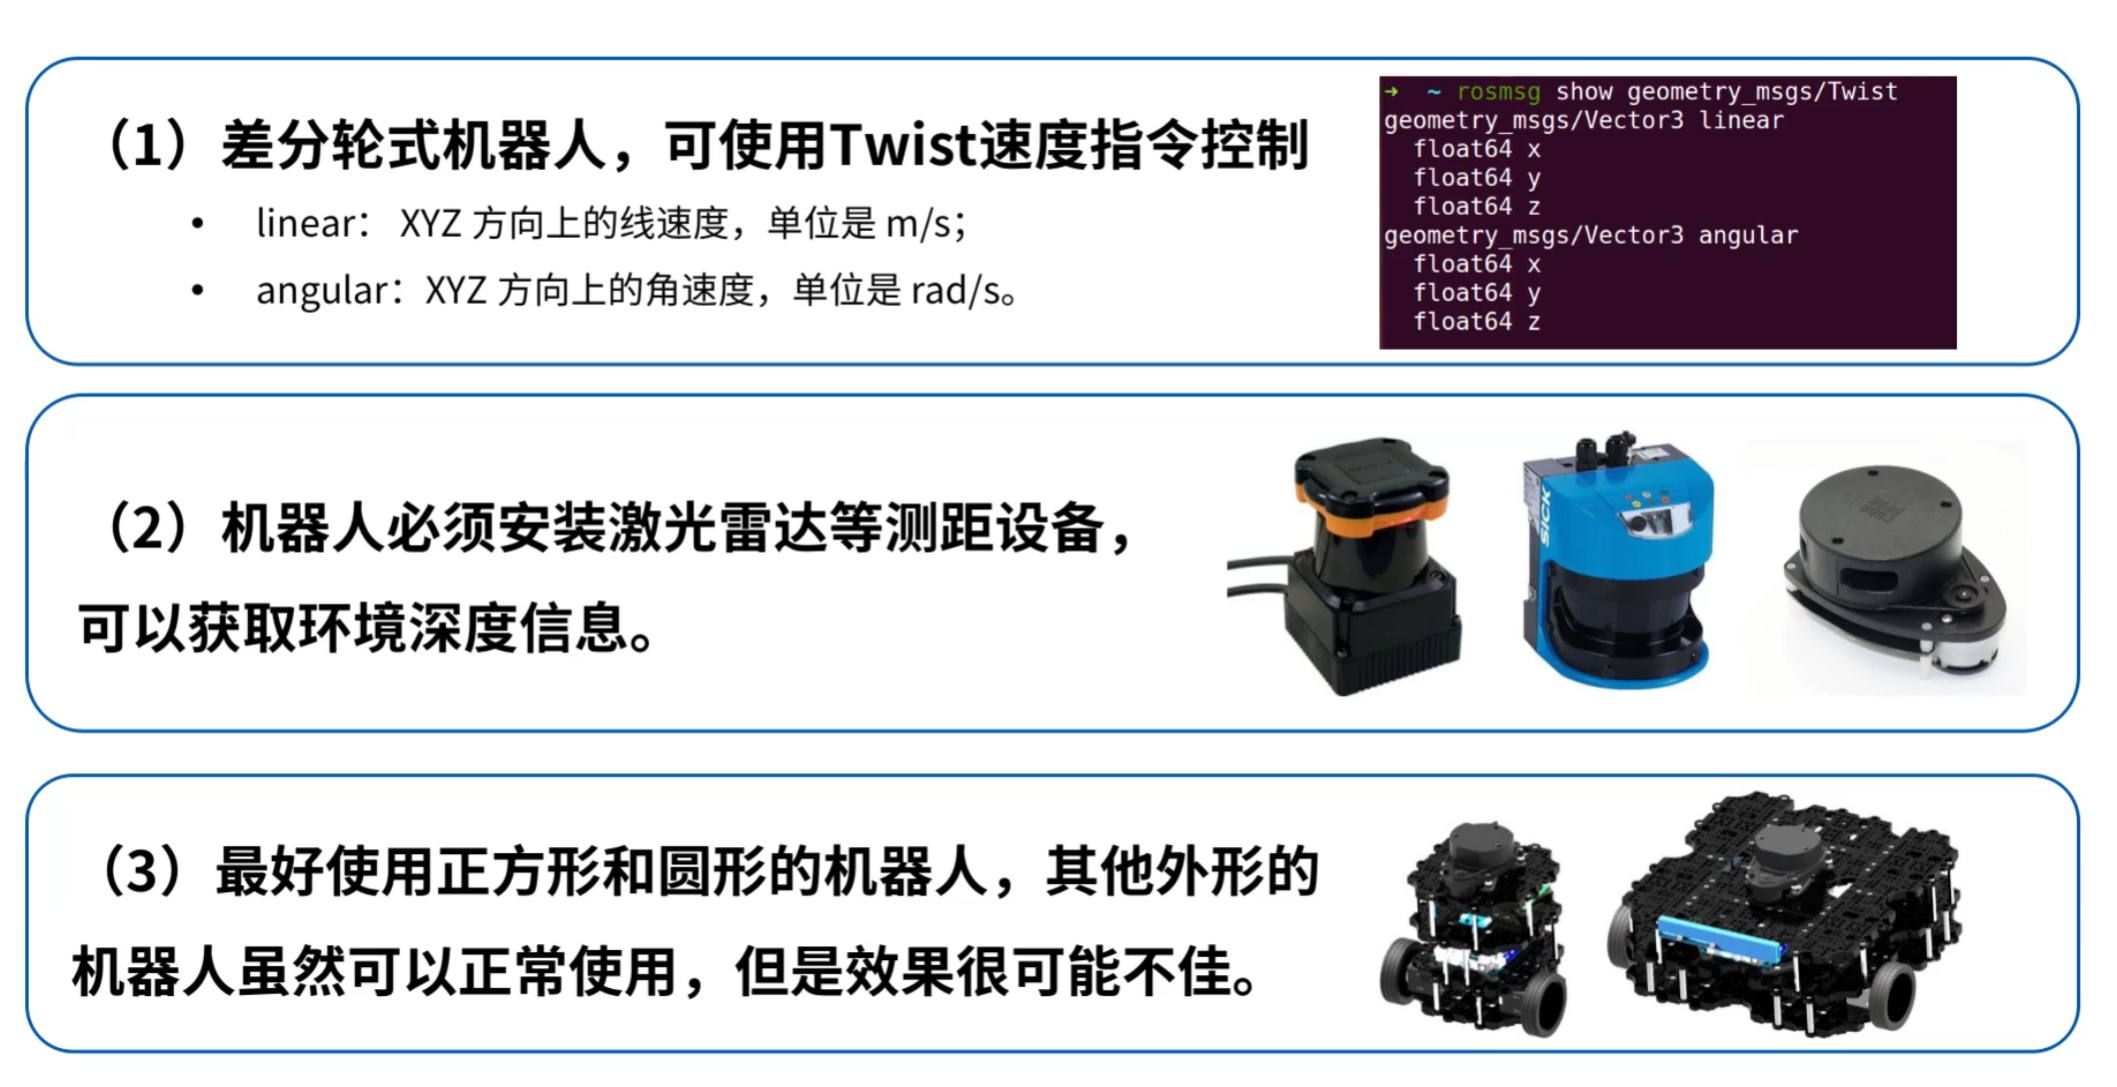 （1）差分轮式机器人，可使用Twist速度指令控制
• linear： XYZ 方向上的线速度，单位是 m/s；
• angular：XYZ 方向上的角速度，单位是 rad/s。
➜ ~ rosmsg show geometry_msgs/Twist
geometry_msgs/Vector3 linear
float64 x
float64 y
float64 z
geometry_msgs/Vector3 angular
float64 x
float64 y
float64 z
（2）机器人必须安装激光雷达等测距设备，
可以获取环境深度信息。
SICK
（3）最好使用正方形和圆形的机器人，其他外形的
机器人虽然可以正常使用，但是效果很可能不佳。